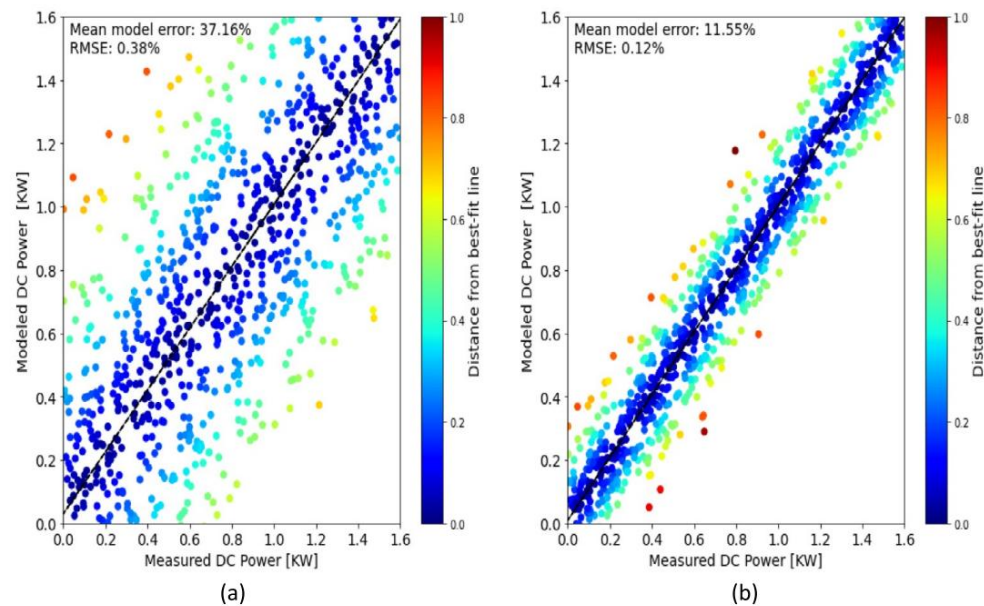 Mean model error: 37.16%
RMSE: 0.38%
Modeled DC Power [KW]
1.6
1.4
1.2
1.0
0.8
0.6
0.4
0.2
0.0
0.0 0.2 0.4 0.6 0.8 1.0 1.2 1.4 1.6
Measured DC Power [KW]
1.0
0.8
0.6
0.4
0.2
0.0
Distance from best-fit line
(a)
Mean model error: 11.55%
RMSE: 0.12%
Modeled DC Power [KW]
1.6
1.4
1.2
1.0
0.8
0.6
0.4
0.2
0.0
0.0 0.2 0.4 0.6 0.8 1.0 1.2 1.4 1.6
Measured DC Power [KW]
1.0
0.8
0.6
0.4
0.2
0.0
Distance from best-fit line
(b)